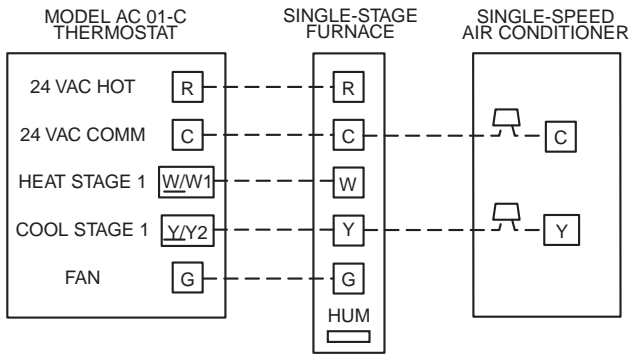 MODEL AC 01-C
THERMOSTAT
SINGLE-STAGE
FURNACE
SINGLE-SPEED
AIR CONDITIONER
24 VAC HOT R R
24 VAC COMM C C C
HEAT STAGE 1 W/W1 W
COOL STAGE 1 Y/Y2 Y Y
FAN G G
HUM